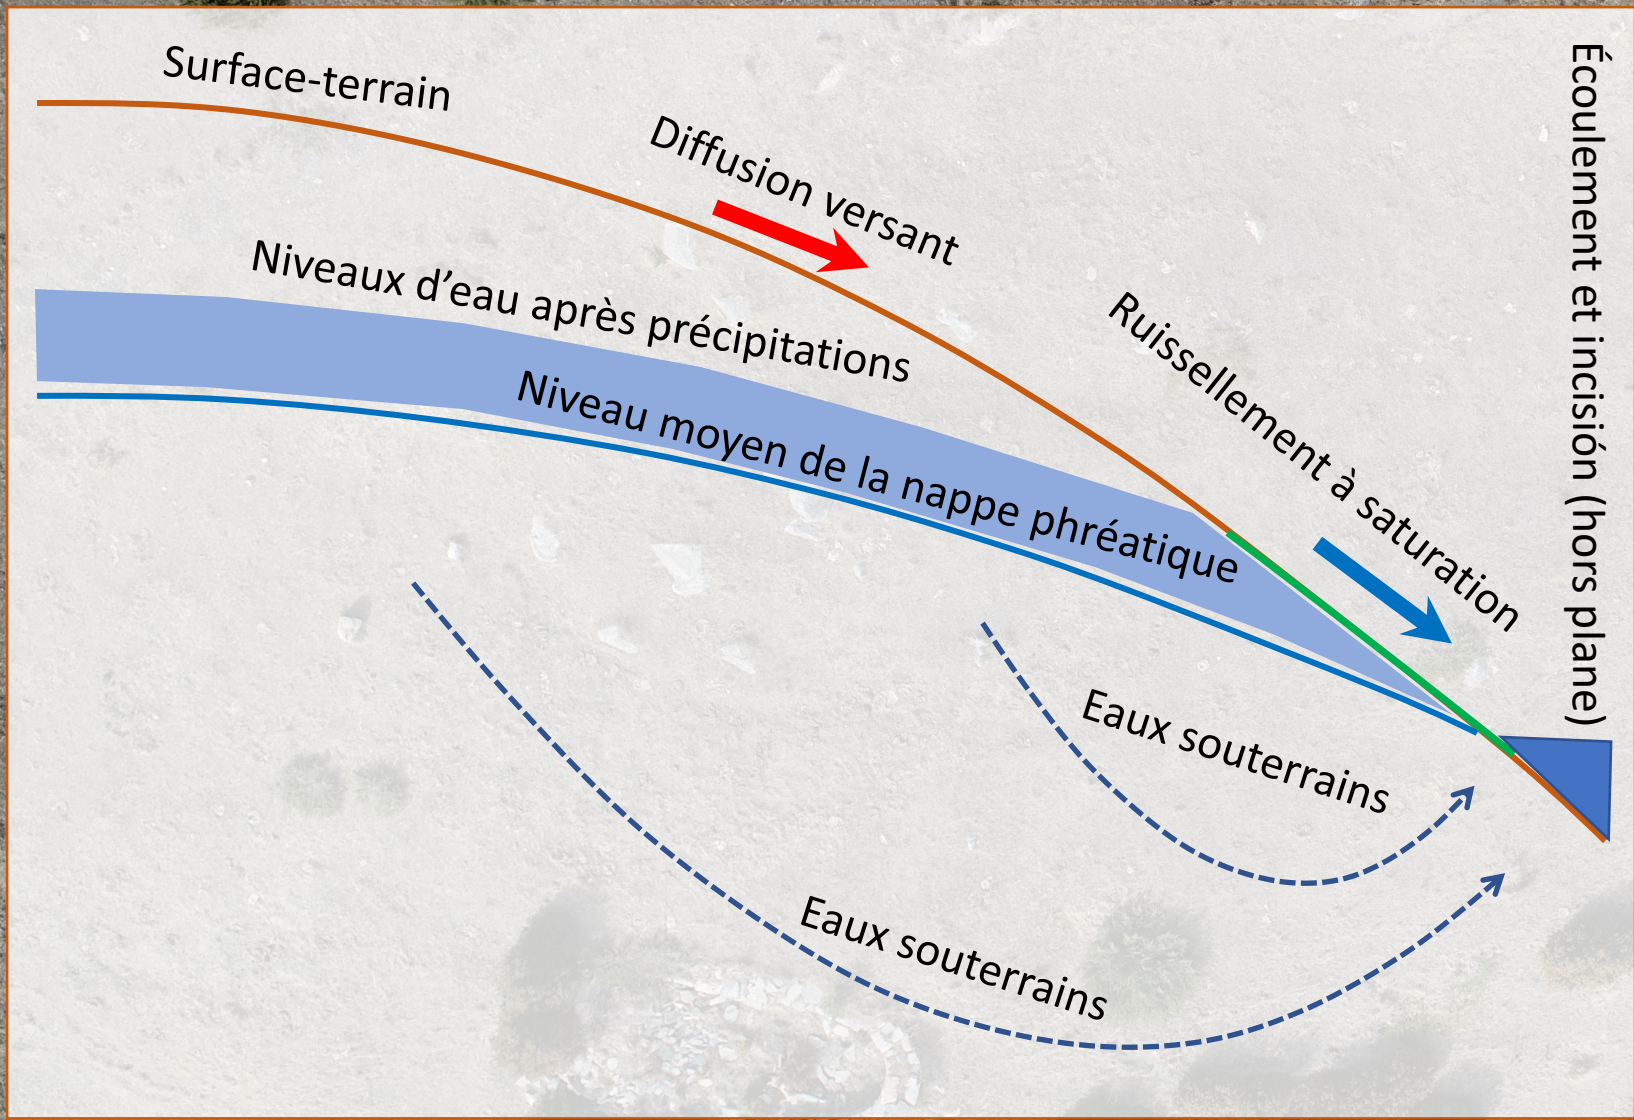 Surface-terrain
Diffusion versant
Niveaux d’eau après précipitations
Niveau moyen de la nappe phréatique
Ruissellement à saturation
Écoulement et incisión (hors plane)
Eaux souterrains
Eaux souterrains